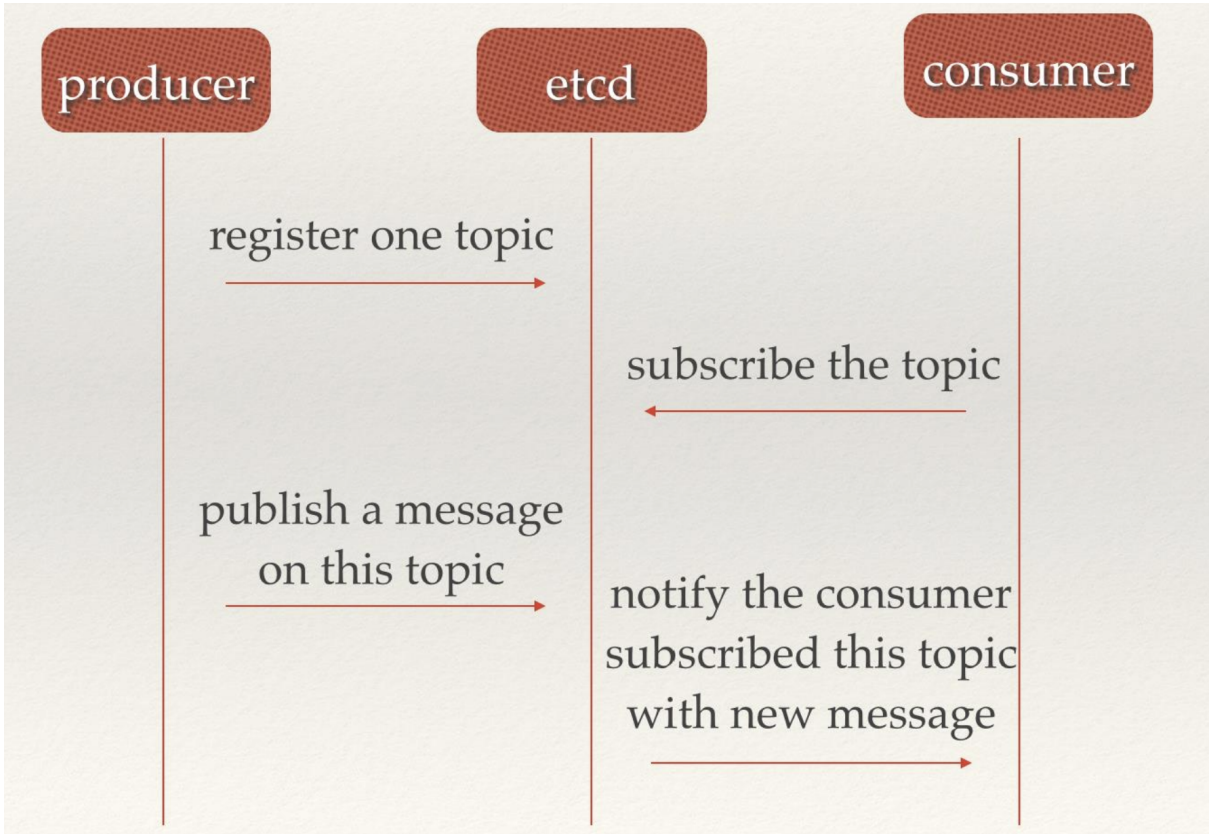 producer
etcd
consumer
register one topic
subscribe the topic
publish a message
on this topic
notify the consumer
subscribed this topic
with new message